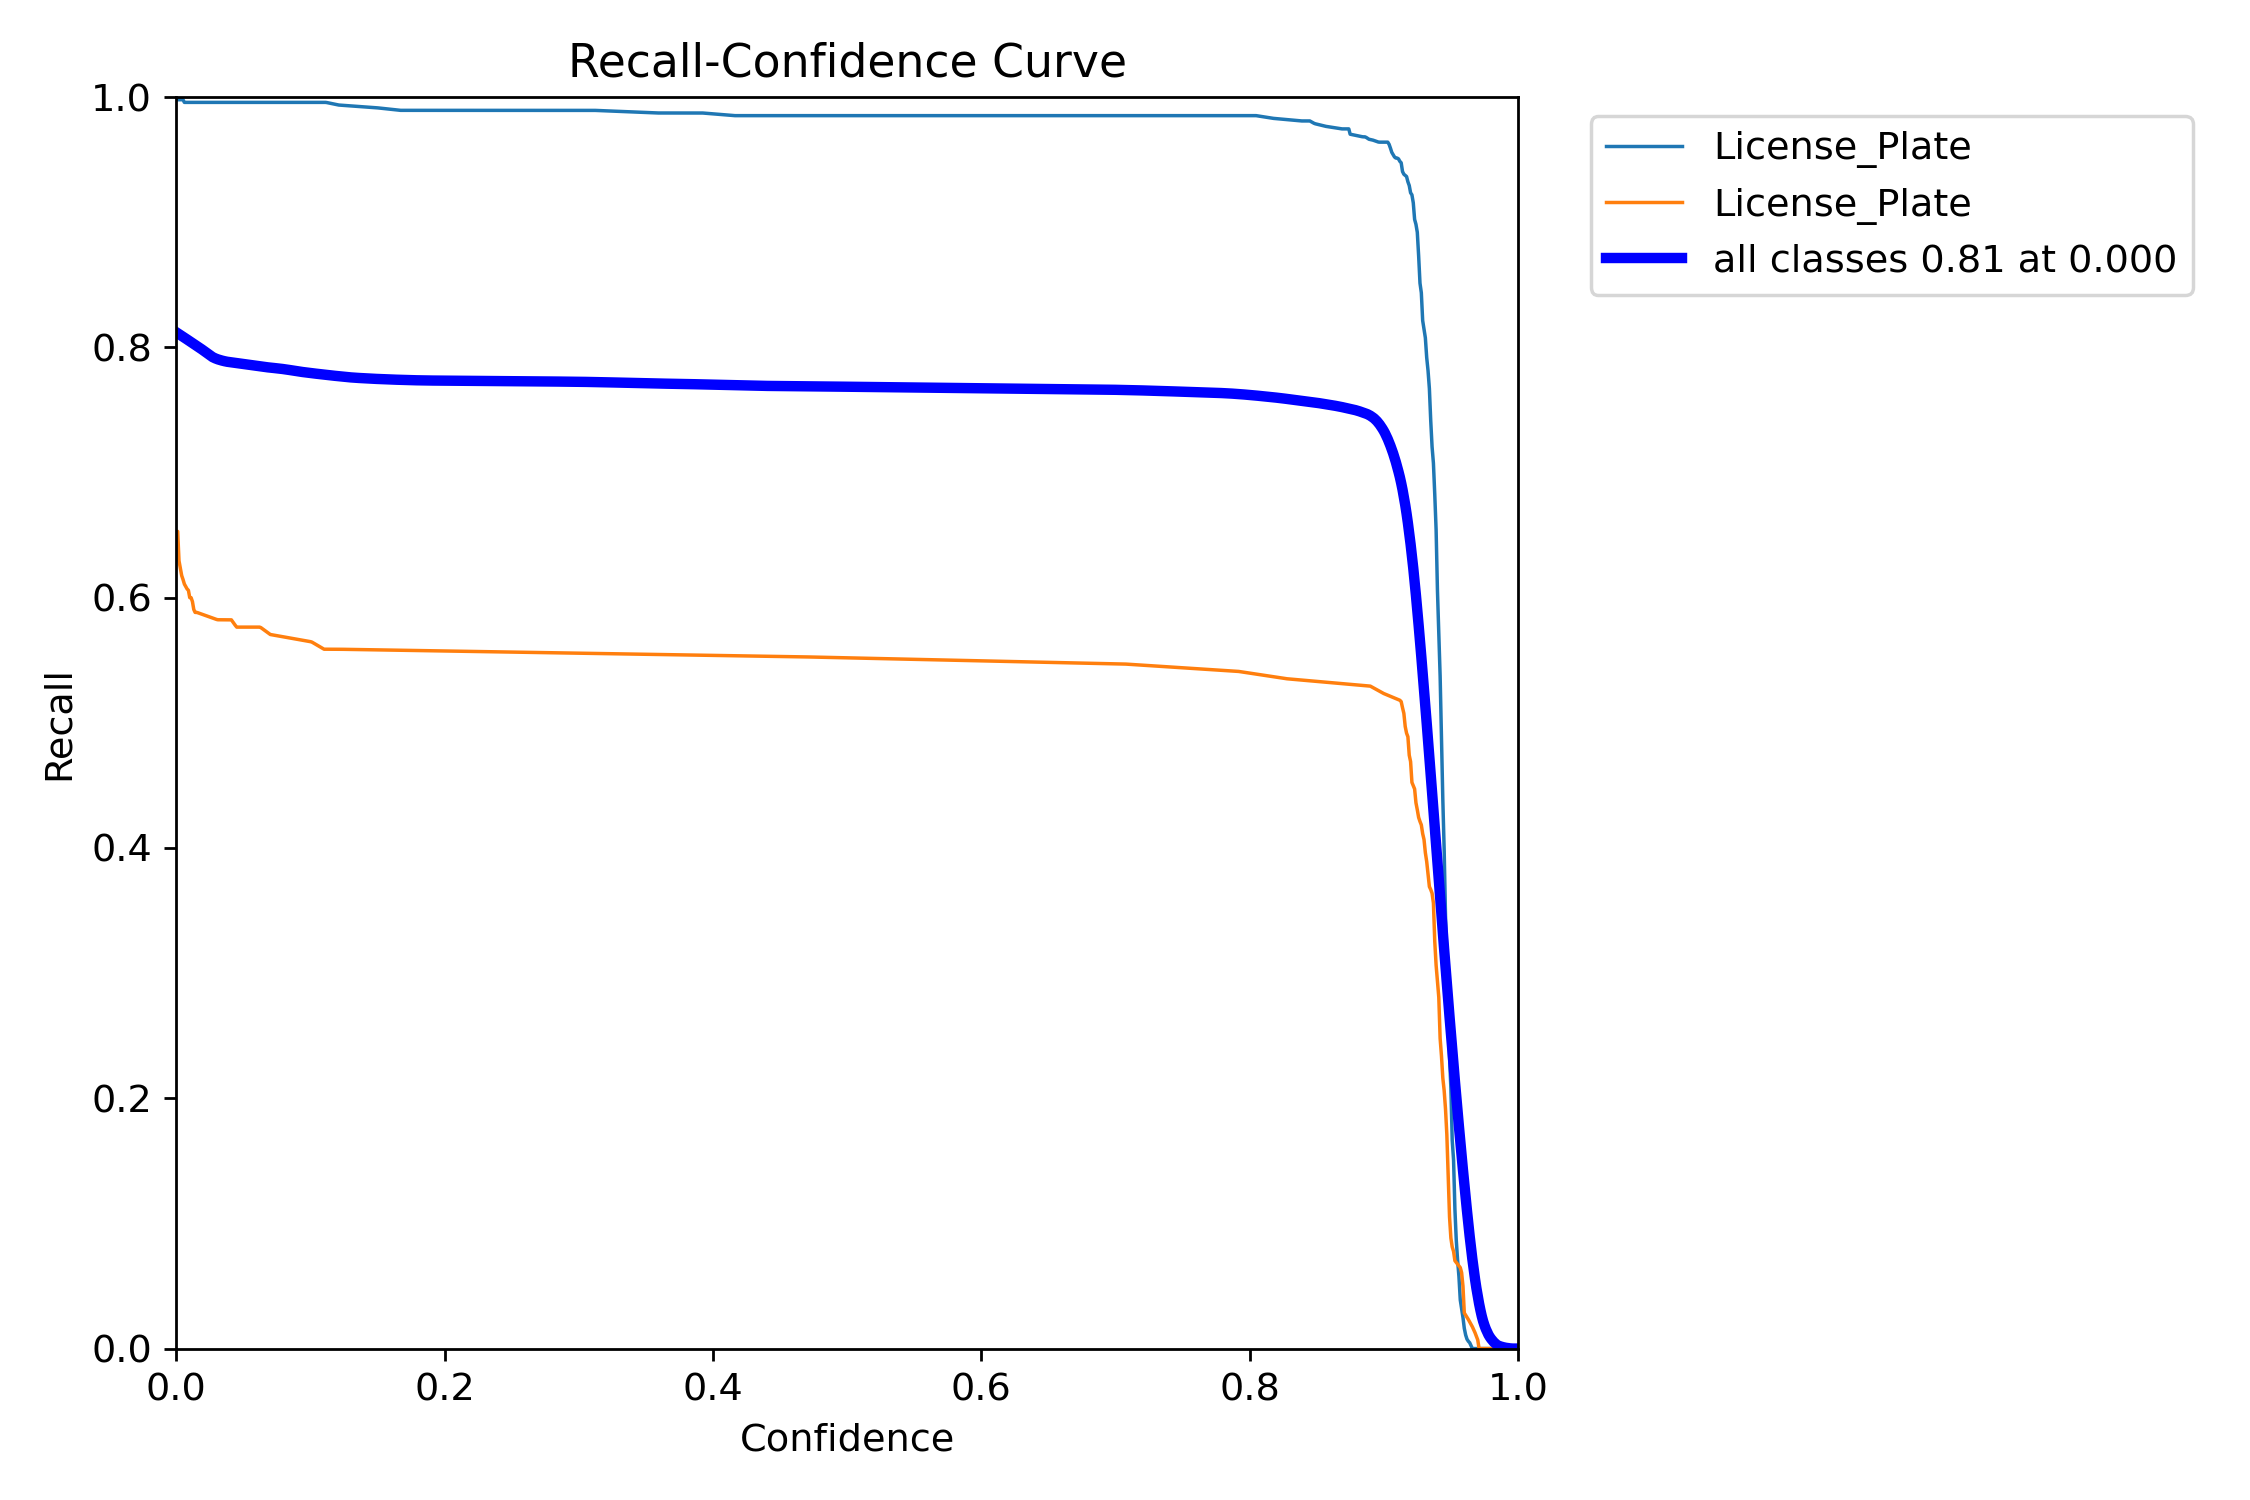 Recall-Confidence Curve
1.0
0.8
0.6
0.4
0.2
0.0
Recall
0.0 0.2 0.4 0.6 0.8 1.0
Confidence
License_Plate
License_Plate
all classes 0.81 at 0.000